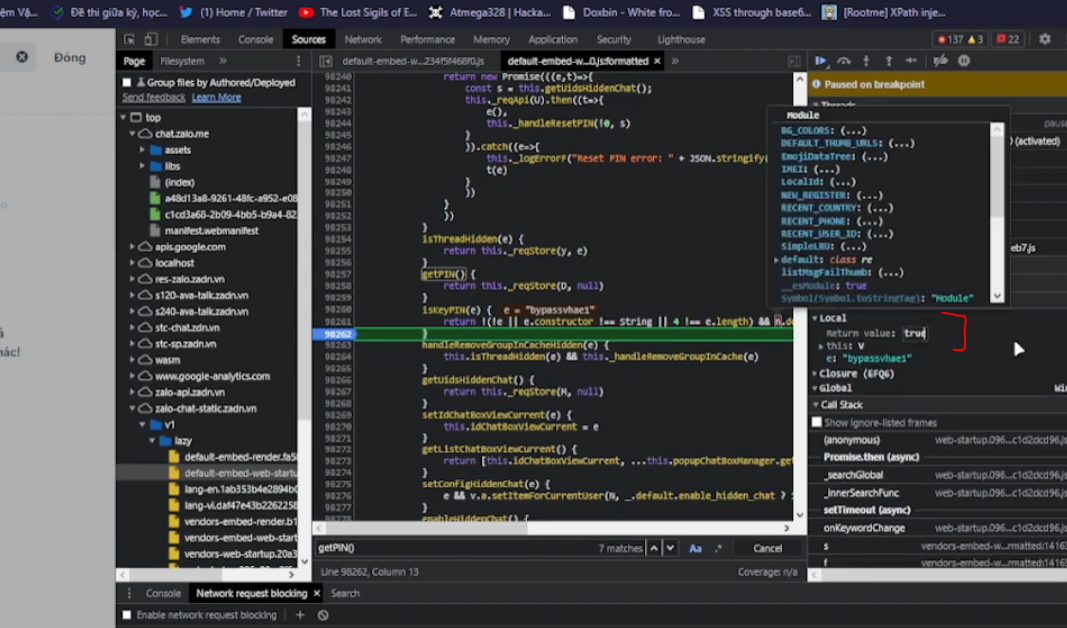 ệm Vậ... Đề thi giữa kỳ, học... (1) Home / Twitter The Lost Sigils of E... Atmega328 | Hacka... Doxbin - White fro... XSS through base6... [Rootme] XPath inje...
Đóng
Elements Console Sources Network Performance Memory Application Security Lighthouse 137 3 22
Page Filesystem »
default-embed-w...234f5f468f0.js default-embed-w...0.js:formatted × »
Group files by Authored/Deployed
Send feedback Learn More
top
chat.zalo.me
assets
libs
(index)
a48d13a8-9261-48fc-a952-e08
c1cd3a68-2b09-4bb5-b9a4-82
manifest.webmanifest
apis.google.com
localhost
res-zalo.zadn.vn
s120-ava-talk.zadn.vn
s240-ava-talk.zadn.vn
stc-chat.zdn.vn
stc-sp.zadn.vn
wasm
www.google-analytics.com
zalo-api.zadn.vn
zalo-chat-static.zadn.vn
v1
lazy
default-embed-render.fa5
default-embed-web-startu
lang-en.1ab353b4e2894b
lang-vi.daf47e43b2262258
vendors-embed-render.b1
vendors-embed-web-start
vendors-web-startup.20a3
98240 return new Promise(((e,t)=>{
98241 const s = this.getUidsHiddenChat();
98242 this._reqApi(U).then((t=>{
98243 e(),
98244 this._handleResetPIN(!0, s)
98245 }
98246 )).catch((e=>{
98247 this._logErrorF("Reset PIN error: " + JSON.stringify(
98248 t(e)
98249 }
98250 ))
98251 }
98252 ))
98253 }
98254 isThreadHidden(e) {
98255 return this._reqStore(y, e)
98256 }
98257 getPIN() {
98258 return this._reqStore(D, null)
98259 }
98260 isKeyPIN(e) { e = "bypassvhae1"
98261 return !(!e || e.constructor !== String || 4 !== e.length) && n.de
98262 }
98263 handleRemoveGroupInCacheHidden(e) {
98264 this.isThreadHidden(e) && this._handleRemoveGroupInCache(e)
98265 }
98266 getUidsHiddenChat() {
98267 return this._reqStore(M, null)
98268 }
98269 setIdChatBoxViewCurrent(e) {
98270 this.idChatBoxViewCurrent = e
98271 }
98272 getListChatBoxViewCurrent() {
98273 return [this.idChatBoxViewCurrent, ...this.popupChatBoxManager.get
98274 }
98275 setConfigHiddenChat(e) {
98276 e && v.a.setItemForCurrentUser(N, _.default.enable_hidden_chat ?
98277 }
98278 enableHiddenChat() {
getPIN() 7 matches Aa .* Cancel
Line 98262, Column 13 Coverage: n/a
Paused on breakpoint
Threads
paus
(activated)
Module
BG_COLORS: (...)
DEFAULT_THUMB_URLS: (...)
EmojiDataTree: (...)
IMEI: (...)
LocalId: (...)
NEW_REGISTER: (...)
RECENT_COUNTRY: (...)
RECENT_PHONE: (...)
RECENT_USER_ID: (...)
SimpleLRU: (...)
default: class re
listMsgFailThumb: (...)
__esModule: true
Symbol(Symbol.toStringTag): "Module"
eb7.js
Local
Return value: true
this: V
e: "bypassvhae1"
Closure (EFQ6)
Global Wi
Call Stack
Show ignore-listed frames
(anonymous) web-startup.096...c1d2dcd96.js
Promise.then (async)
_searchGlobal web-startup.096...c1d2dcd96.js
_innerSearchFunc web-startup.096...c1d2dcd96.js
setTimeout (async)
onKeywordChange web-startup.096...c1d2dcd96.js
s vendors-embed-w...rmatted:1416
f vendors-embed-w...rmatted:1413
hác!
Console Network request blocking × Search
Enable network request blocking